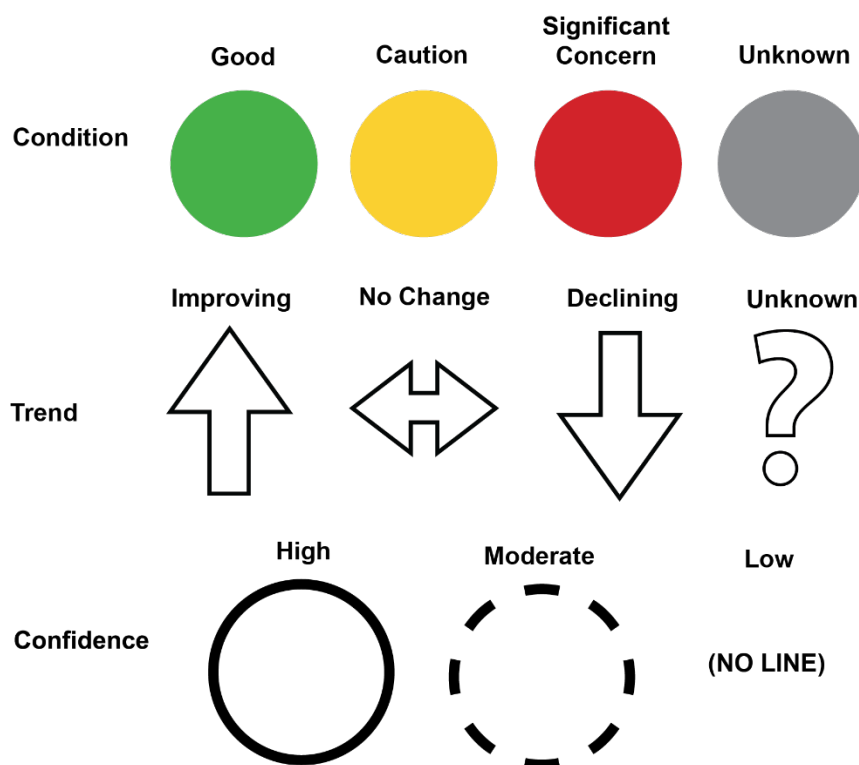 Good
Caution
Significant
Concern
Unknown
Condition
Improving
No Change
Declining
Unknown
Trend
High
Moderate
Low
Confidence
(NO LINE)